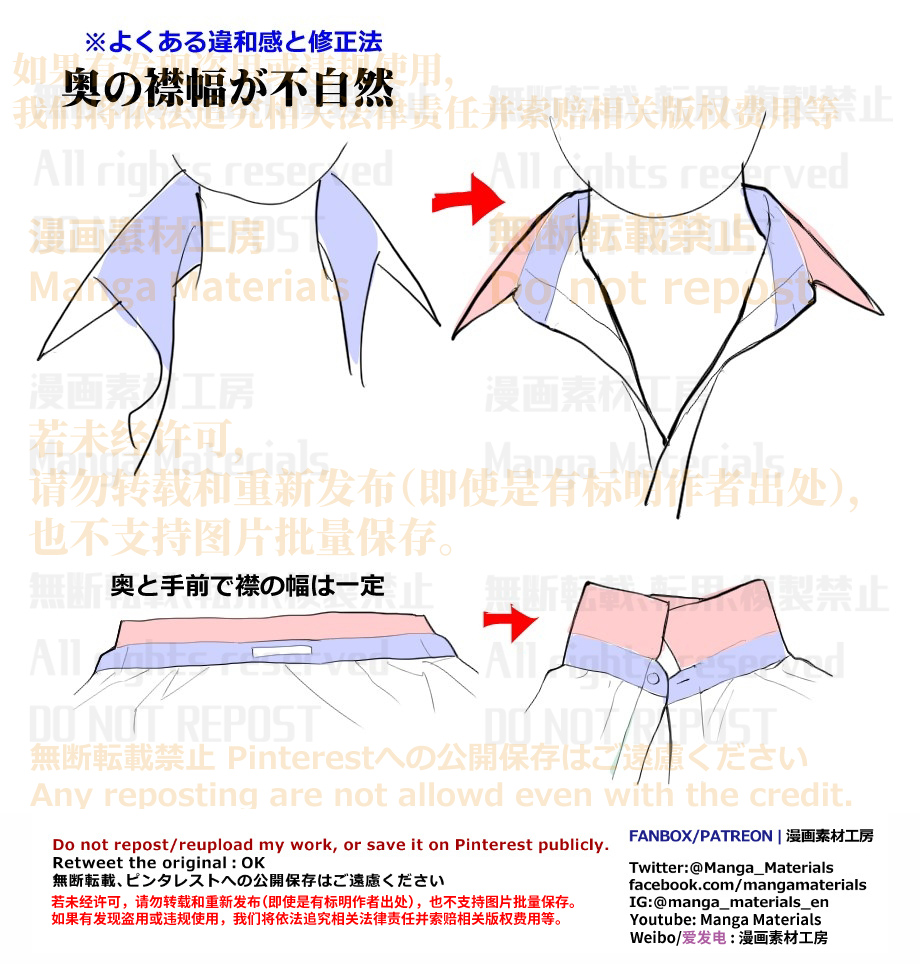 ※よくある違和感と修正法
如果有发现盗用或违规使用,
奥の襟幅が不自然
無断転載、転用、複製禁止
我们将依法追究相关法律责任并索赔相关版权费用等
All rights reserved
All rights reserved
漫画素材工房
DO NOT REPOST
無断転載禁止
Manga Materials
Do not repost
漫画素材工房
漫画素材工房
若未经许可,
Manga Materials
Manga Materials
请勿转载和重新发布(即使是有标明作者出处),
也不支持图片批量保存。
奥と手前で襟の幅は一定
無断転載、転用、複製禁止
All rights reserved
All rights reserved
DO NOT REPOST
DO NOT REPOST
無断転載禁止 Pinterestへの公開保存はご遠慮ください
Any reposting are not allowd even with the credit.
Do not repost/reupload my work, or save it on Pinterest publicly.
Retweet the original : OK
無断転載、ピンタレストへの公開保存はご遠慮ください
若未经许可，请勿转载和重新发布(即使是有标明作者出处)，也不支持图片批量保存。
如果有发现盗用或违规使用，我们将依法追究相关法律责任并索赔相关版权费用等。
FANBOX/PATREON | 漫画素材工房
Twitter:@Manga_Materials
facebook.com/mangamaterials
IG:@manga_materials_en
Youtube: Manga Materials
Weibo/爱发电 : 漫画素材工房